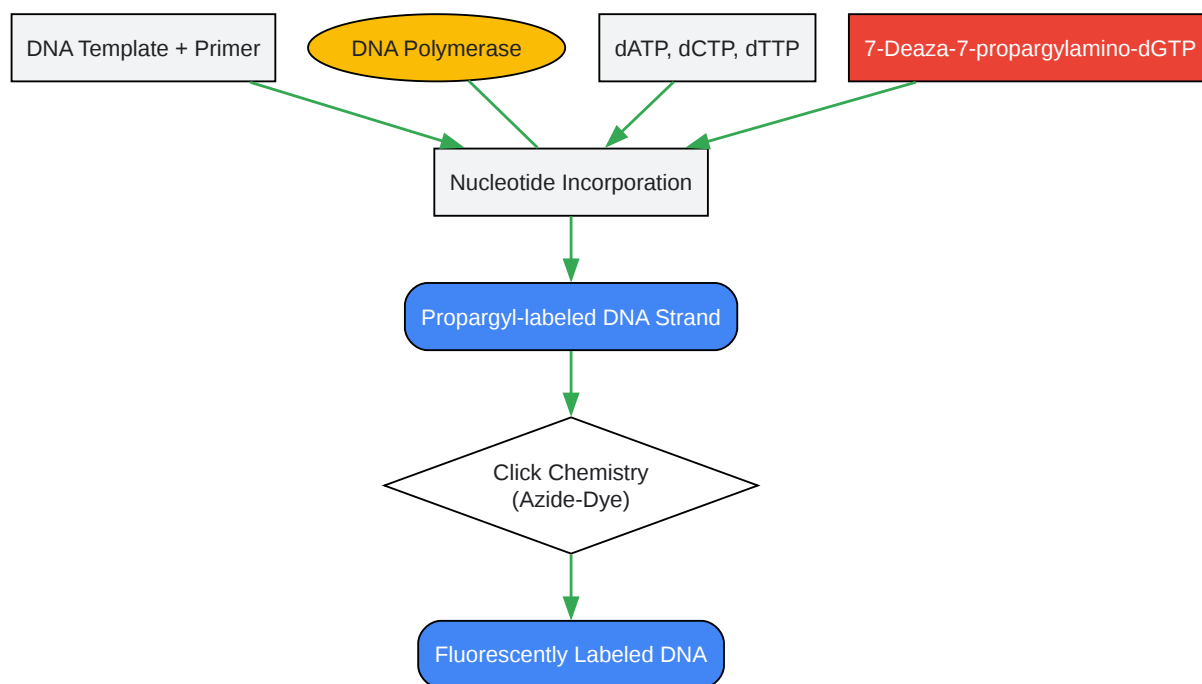 DNA Template + Primer
DNA Polymerase
dATP, dCTP, dTTP
7-Deaza-7-propargylamino-dGTP
Nucleotide Incorporation
Propargyl-labeled DNA Strand
Click Chemistry
(Azide-Dye)
Fluorescently Labeled DNA